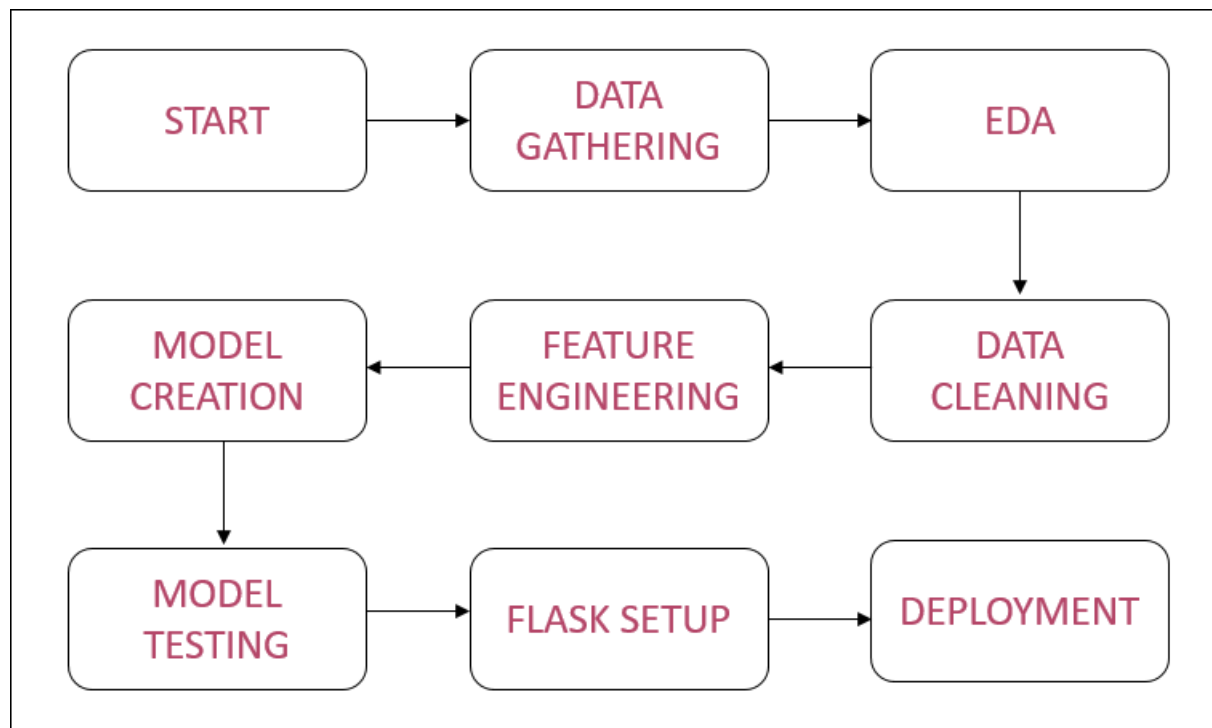 START
DATA
GATHERING
EDA
DATA
CLEANING
FEATURE
ENGINEERING
MODEL
CREATION
MODEL
TESTING
FLASK SETUP
DEPLOYMENT